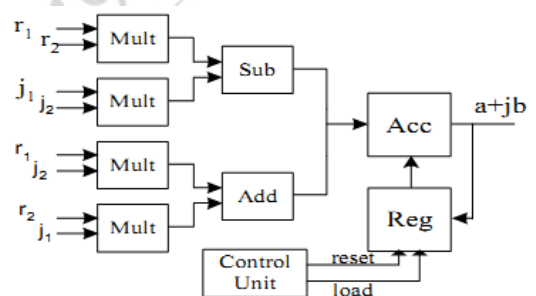 r₁
r₂
Mult
Sub
j₁
j₂
Mult
a+jb
Acc
r₁
j₂
Mult
Add
r₂
j₁
Mult
Reg
Control
Unit
reset
load